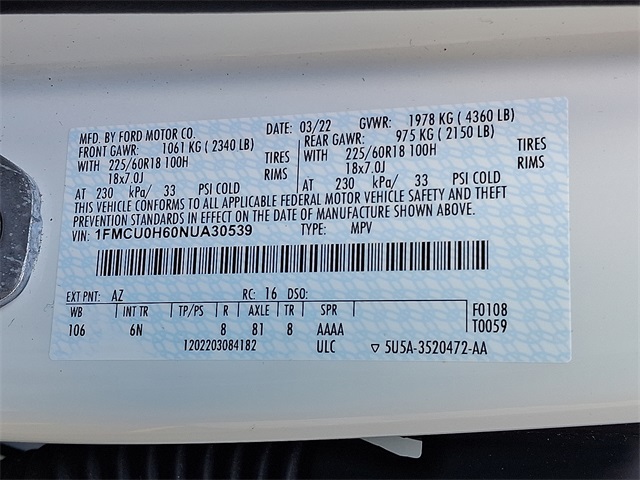 MFD. BY FORD MOTOR CO. DATE: 03/22 GVWR: 1978 KG ( 4360 LB)
FRONT GAWR: 1061 KG ( 2340 LB) REAR GAWR: 975 KG ( 2150 LB)
WITH 225/60R18 100H TIRES WITH 225/60R18 100H TIRES
18x7.0J RIMS 18x7.0J RIMS
AT 230 kPa/ 33 PSI COLD AT 230 kPa/ 33 PSI COLD
THIS VEHICLE CONFORMS TO ALL APPLICABLE FEDERAL MOTOR VEHICLE SAFETY AND THEFT
PREVENTION STANDARDS IN EFFECT ON THE DATE OF MANUFACTURE SHOWN ABOVE.
VIN: 1FMCU0H60NUA30539 TYPE: MPV
EXT PNT: AZ RC: 16 DSO:
WB INT TR TP/PS R AXLE TR SPR F0108
106 6N 8 81 8 AAAA T0059
1202203084182 ULC ▽ 5U5A-3520472-AA